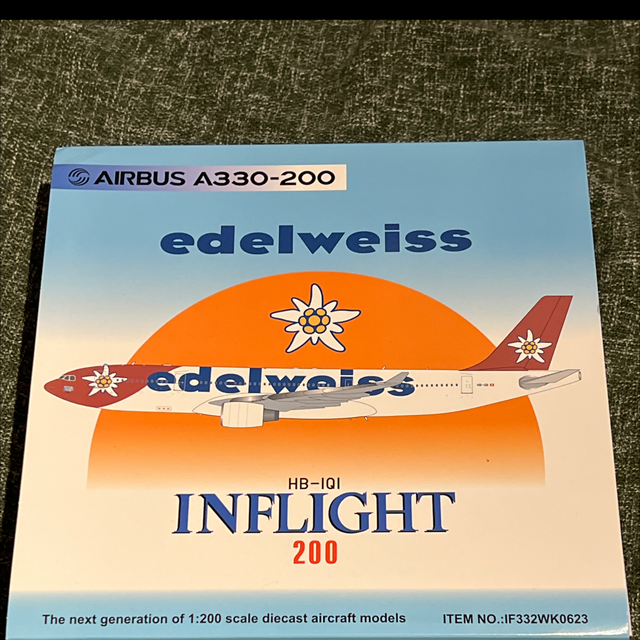 AIRBUS A330-200
edelweiss
edelweiss
HB-IQI
INFLIGHT
200
The next generation of 1:200 scale diecast aircraft models
ITEM NO.:IF332WK0623